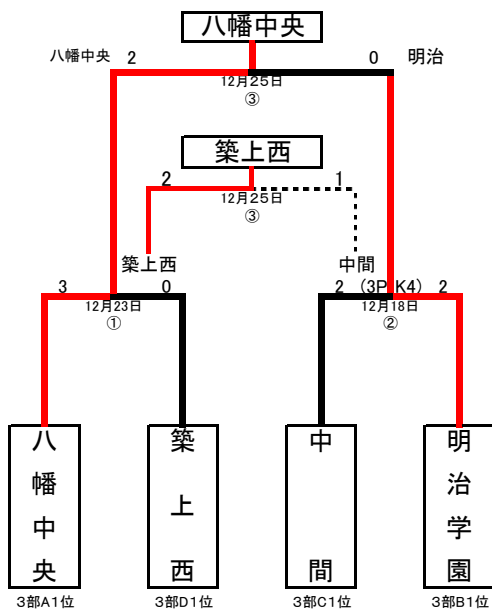 八幡中央
八幡中央 2 0 明治
12月25日
③
築上西
2 1
12月25日
③
築上西 中間
3 0 2 (3PK4) 2
12月23日 12月18日
① ②
八幡中央 築上西 中間 明治学園
3部A1位 3部D1位 3部C1位 3部B1位